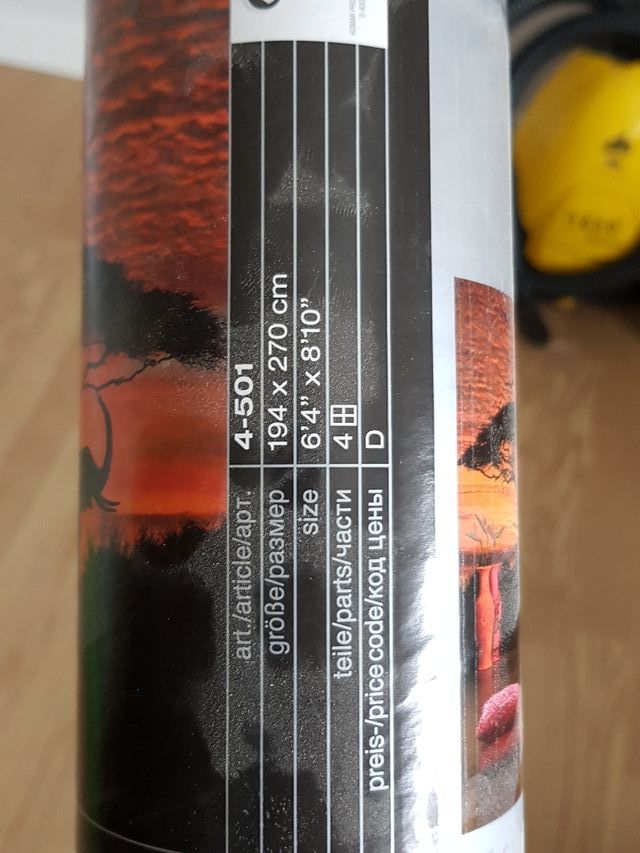 art./article/арт. 4-501
größe/размер 194 x 270 cm
size 6'4" x 8'10"
teile/parts/части 4
preis-/price code/код цены D